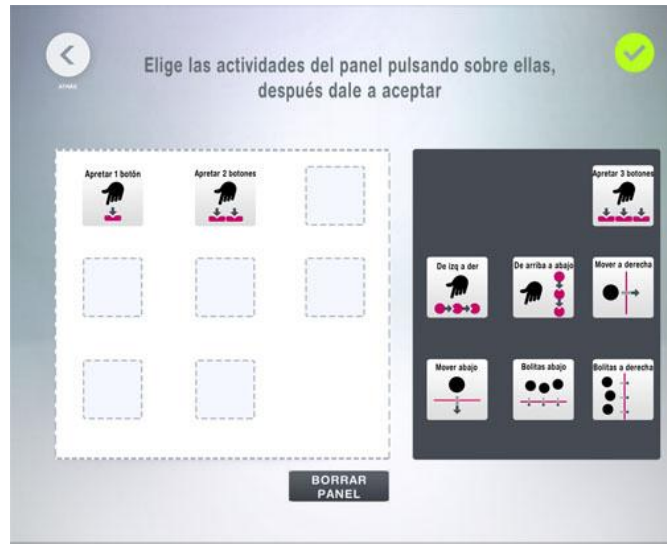 Elige las actividades del panel pulsando sobre ellas,
después dale a aceptar
ATRÁS
Apretar 1 botón
Apretar 2 botones
Apretar 3 botones
De izq a der
De arriba a abajo
Mover a derecha
Mover abajo
Bolitas abajo
Bolitas a derecha
BORRAR
PANEL